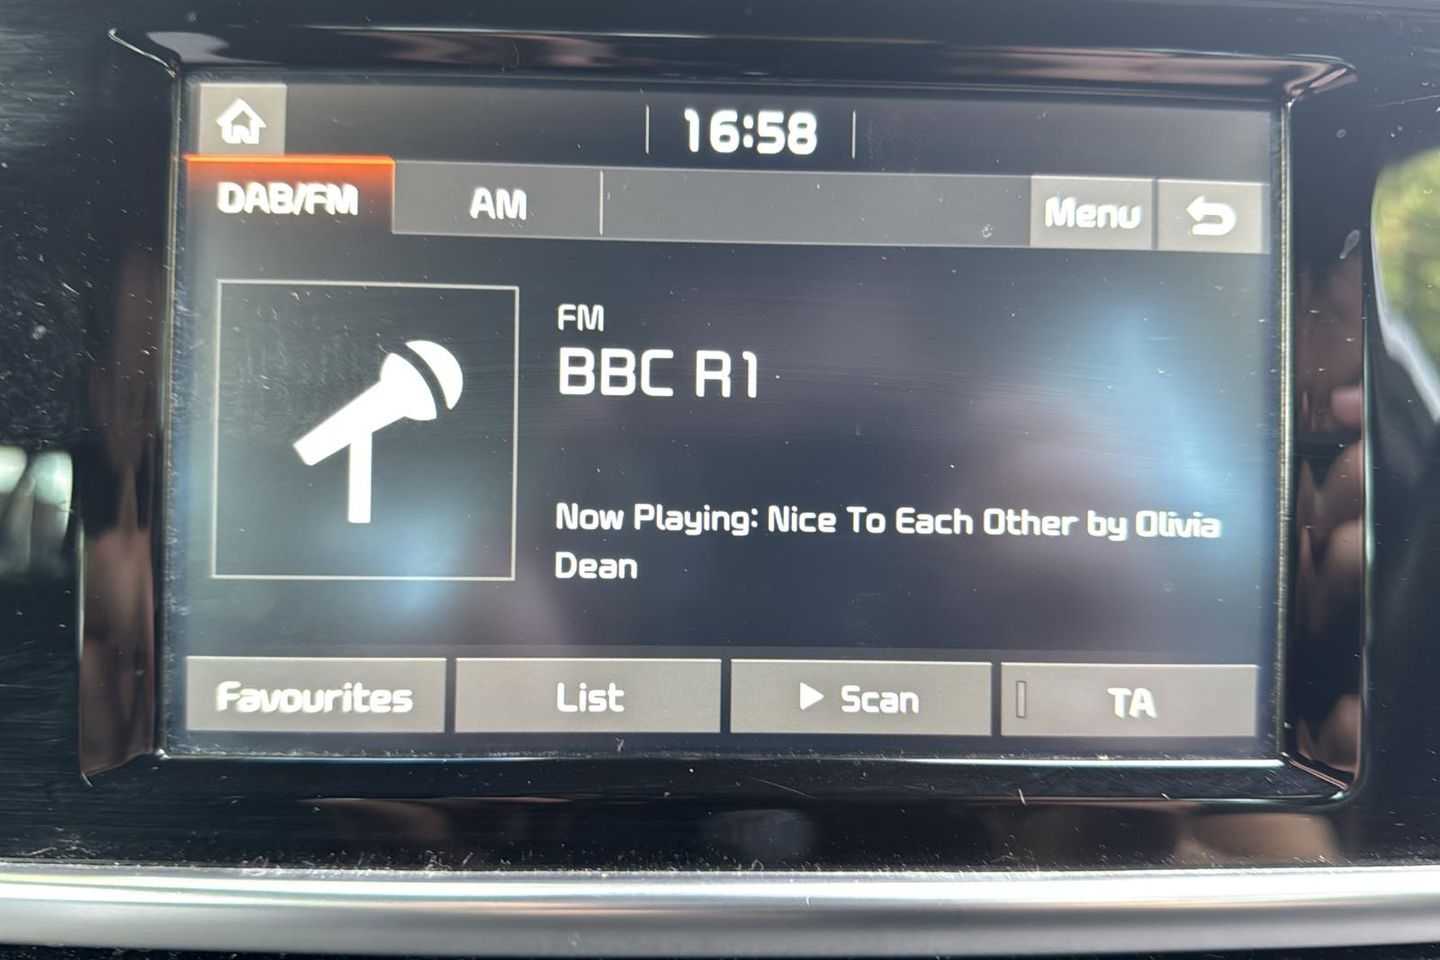 16:58
DAB/FM
AM
Menu
FM
BBC R1
Now Playing: Nice To Each Other by Olivia
Dean
Favourites
List
Scan
TA